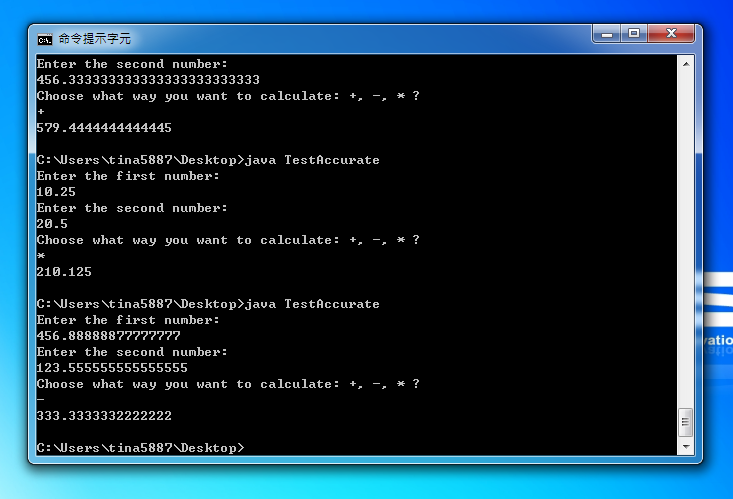 命令提示字元
Enter the second number:
456.3333333333333333333333
Choose what way you want to calculate: +, -, * ?
+
579.4444444444445
C:\Users\tina5887\Desktop>java TestAccurate
Enter the first number:
10.25
Enter the second number:
20.5
Choose what way you want to calculate: +, -, * ?
*
210.125
C:\Users\tina5887\Desktop>java TestAccurate
Enter the first number:
456.88888877777777
Enter the second number:
123.555555555555555
Choose what way you want to calculate: +, -, * ?
-
333.3333332222222
C:\Users\tina5887\Desktop>